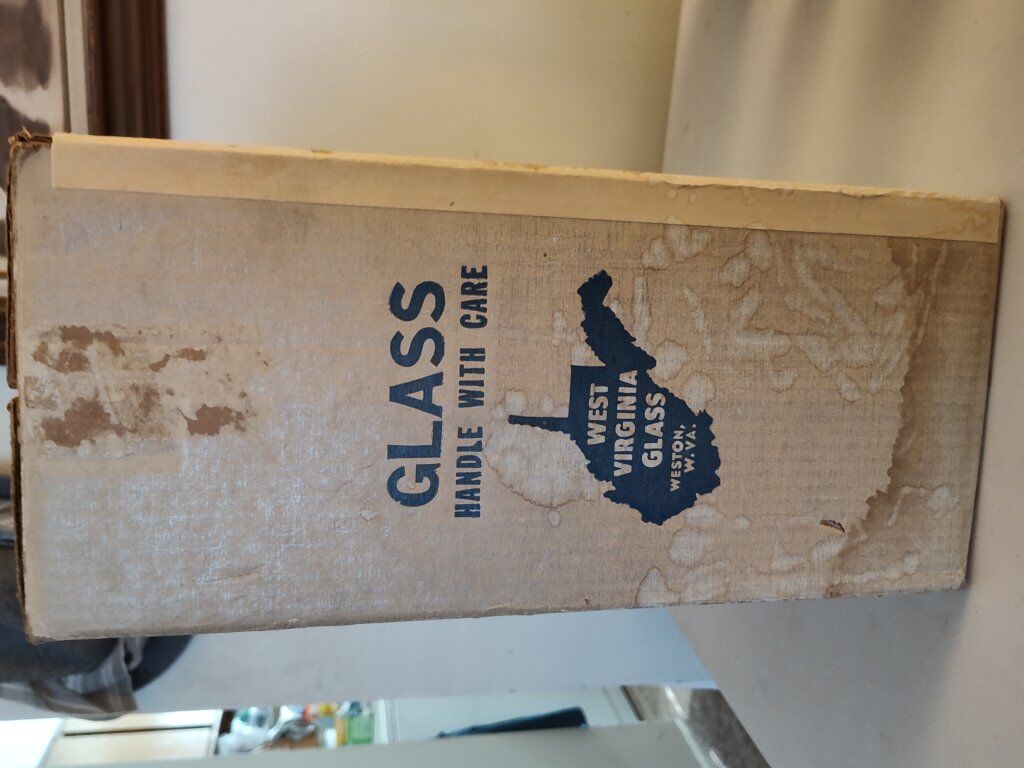 GLASS
HANDLE WITH CARE
WEST
VIRGINIA
GLASS
WESTON,
W. VA.